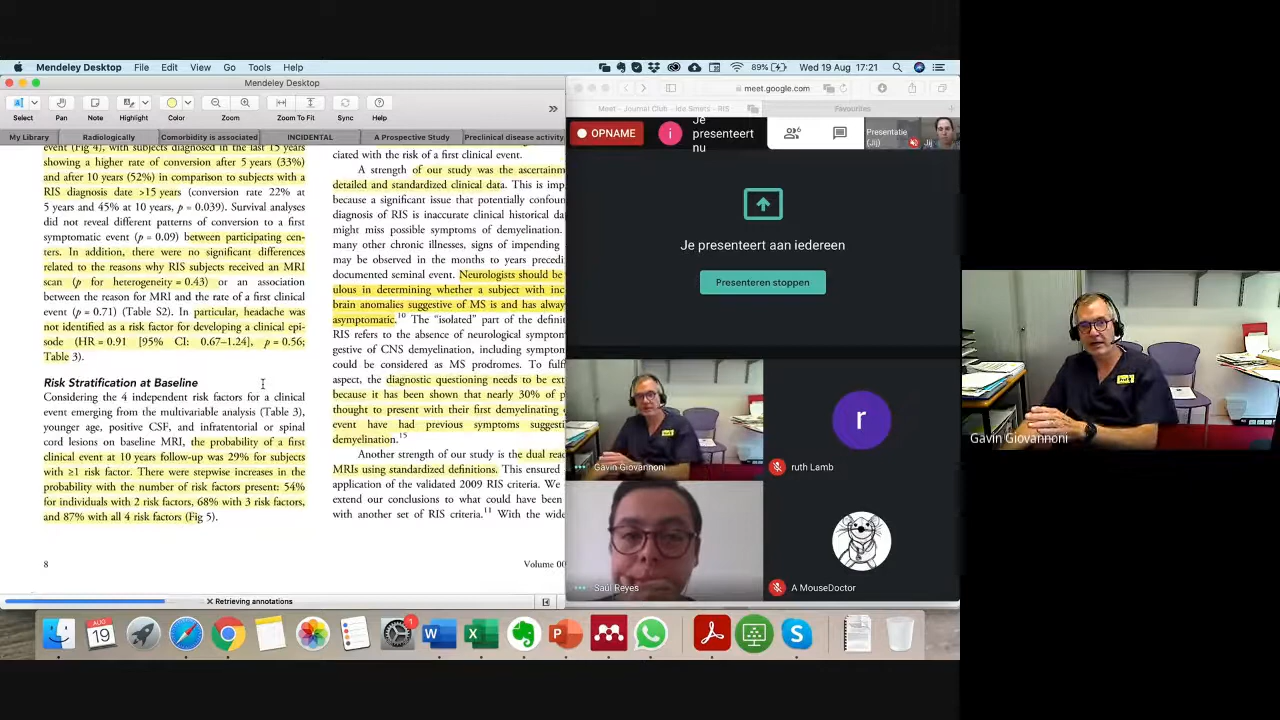 Mendeley Desktop File Edit View Go Tools Help
89% Wed 19 Aug 17:21
Mendeley Desktop
Select Pan Note Highlight Color Zoom Zoom To Fit Sync Help
My Library Radiologically Comorbidity is associated INCIDENTAL A Prospective Study Preclinical disease activity
event (Fig 4), with subjects diagnosed in the last 15 years
showing a higher rate of conversion after 5 years (33%)
and after 10 years (52%) in comparison to subjects with a
RIS diagnosis date >15 years (conversion rate 22% at
5 years and 45% at 10 years, p = 0.039). Survival analyses
did not reveal different patterns of conversion to a first
symptomatic event (p = 0.09) between participating cen-
ters. In addition, there were no significant differences
related to the reasons why RIS subjects received an MRI
scan (p for heterogeneity = 0.43) or an association
between the reason for MRI and the rate of a first clinical
event (p = 0.71) (Table S2). In particular, headache was
not identified as a risk factor for developing a clinical epi-
sode (HR = 0.91 [95% CI: 0.67–1.24], p = 0.56;
Table 3).
Risk Stratification at Baseline
Considering the 4 independent risk factors for a clinical
event emerging from the multivariable analysis (Table 3),
younger age, positive CSF, and infratentorial or spinal
cord lesions on baseline MRI, the probability of a first
clinical event at 10 years follow-up was 29% for subjects
with ≥1 risk factor. There were stepwise increases in the
probability with the number of risk factors present: 54%
for individuals with 2 risk factors, 68% with 3 risk factors,
and 87% with all 4 risk factors (Fig 5).
8
ciated with the risk of a first clinical event.
A strength of our study was the ascertainm
detailed and standardized clinical data. This is imp
because a significant issue that potentially confoun
diagnosis of RIS is inaccurate clinical historical da
might miss possible symptoms of demyelination.
many other chronic illnesses, signs of impending
may be observed in the months to years precedi
documented seminal event. Neurologists should be
ulous in determining whether a subject with inc
brain anomalies suggestive of MS is and has alway
asymptomatic.10 The "isolated" part of the definit
RIS refers to the absence of neurological sympto
gestive of CNS demyelination, including sympton
could be considered as MS prodromes. To fulf
aspect, the diagnostic questioning needs to be ext
because it has been shown that nearly 30% of p
thought to present with their first demyelinating
event have had previous symptoms suggesti
demyelination.15
Another strength of our study is the dual rea
MRIs using standardized definitions. This ensured
application of the validated 2009 RIS criteria. We
extend our conclusions to what could have been
with another set of RIS criteria.11 With the wide
Volume 00
X Retrieving annotations
meet.google.com
Meet – Journal Club - Ide Smets - RIS Favourites
OPNAME
i
Je presenteert nu
6
Presentatie (Jij)
Jij
Je presenteert aan iedereen
Presenteren stoppen
Gavin Giovannoni
r
ruth Lamb
Saúl Reyes
A MouseDoctor
AUG
19
1
W X P
Gavin Giovannoni